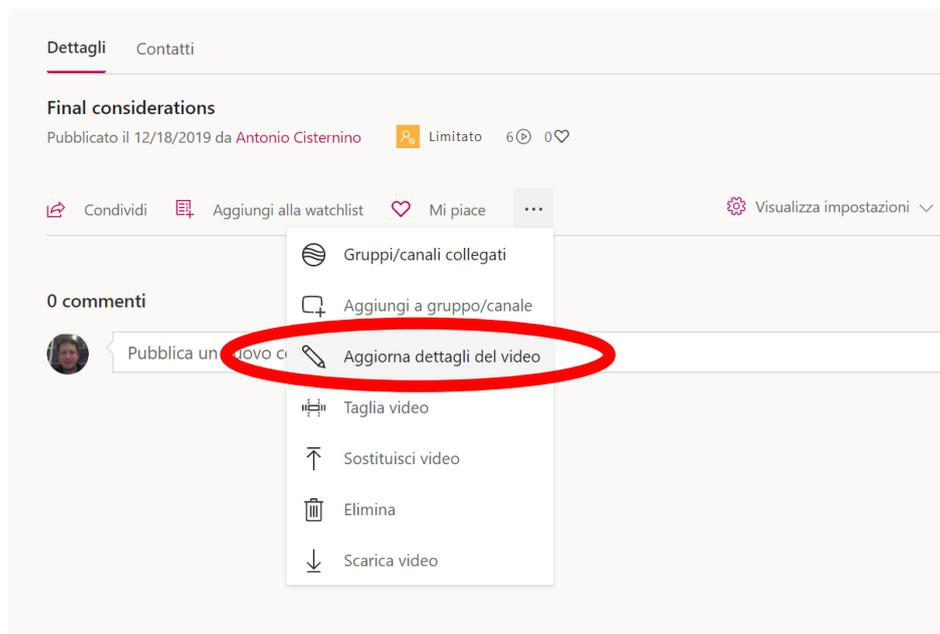 Dettagli Contatti
Final considerations
Pubblicato il 12/18/2019 da Antonio Cisternino Limitato 6 0
Condividi Aggiungi alla watchlist Mi piace ... Visualizza impostazioni
Gruppi/canali collegati
0 commenti
Aggiungi a gruppo/canale
Pubblica un
Aggiorna dettagli del video
Taglia video
Sostituisci video
Elimina
Scarica video